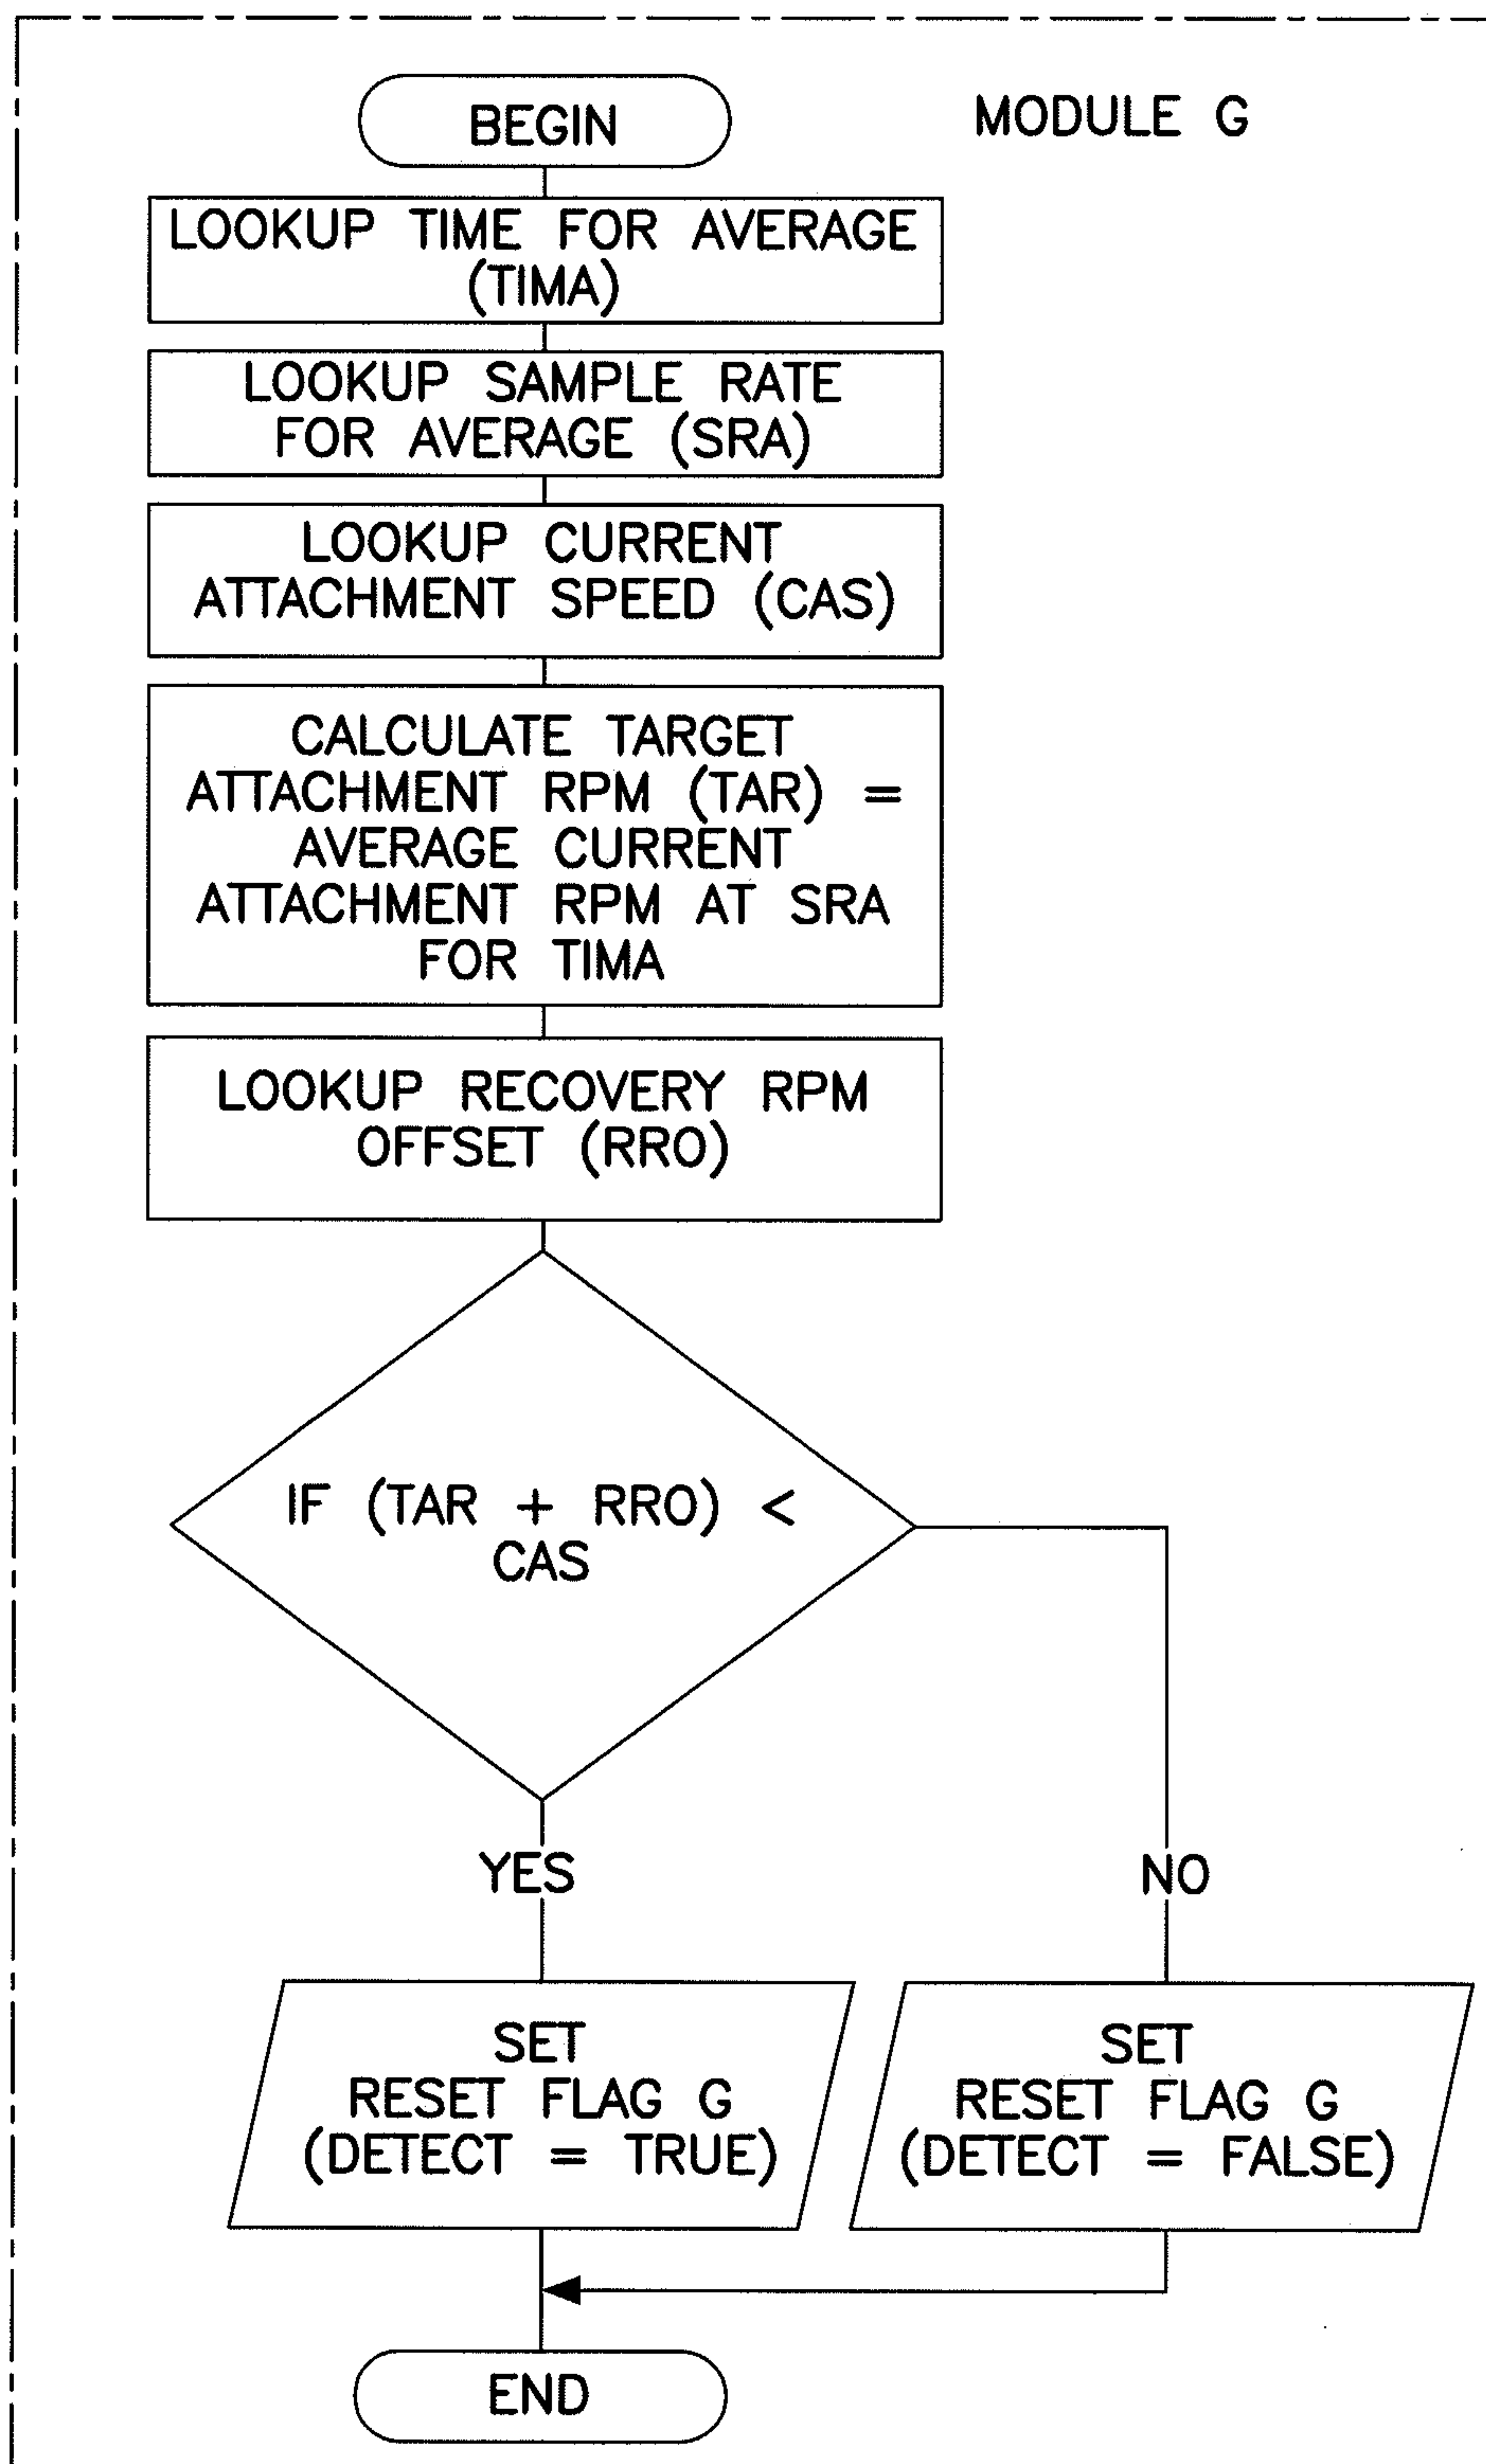 BEGIN
MODULE G
LOOKUP TIME FOR AVERAGE
(TIMA)
LOOKUP SAMPLE RATE
FOR AVERAGE (SRA)
LOOKUP CURRENT
ATTACHMENT SPEED (CAS)
CALCULATE TARGET
ATTACHMENT RPM (TAR) =
AVERAGE CURRENT
ATTACHMENT RPM AT SRA
FOR TIMA
LOOKUP RECOVERY RPM
OFFSET (RRO)
IF (TAR + RRO) <
CAS
YES
NO
SET
RESET FLAG G
(DETECT = TRUE)
SET
RESET FLAG G
(DETECT = FALSE)
END